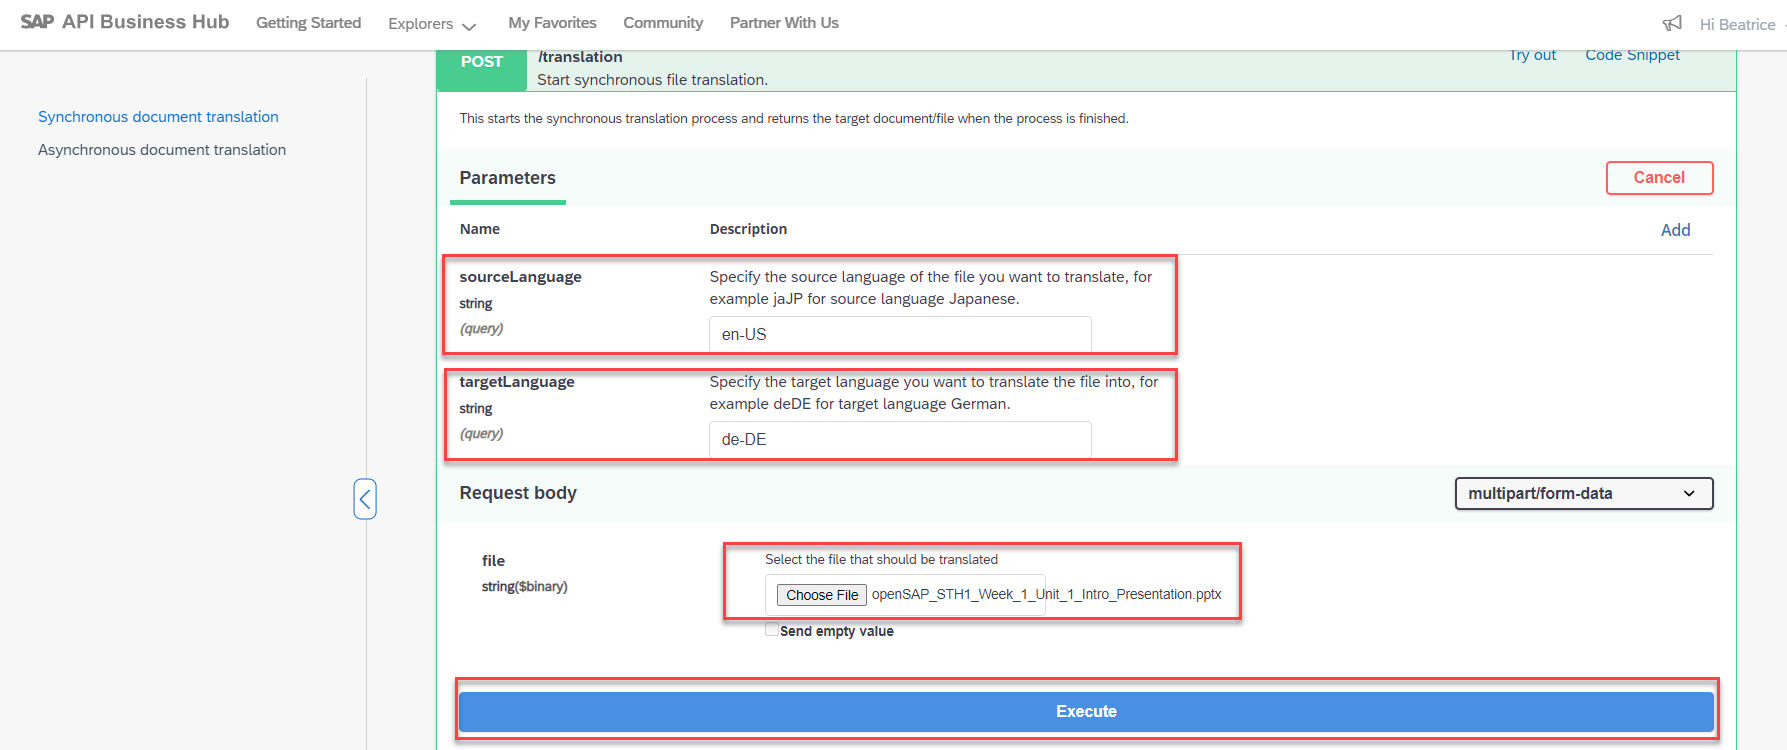 SAP API Business Hub Getting Started Explorers My Favorites Community Partner With Us Hi Beatrice
POST /translation Try out Code Snippet
Start synchronous file translation.
Synchronous document translation
Asynchronous document translation
This starts the synchronous translation process and returns the target document/file when the process is finished.
Parameters Cancel
Name Description Add
sourceLanguage
string
(query)
Specify the source language of the file you want to translate, for
example jaJP for source language Japanese.
en-US
targetLanguage
string
(query)
Specify the target language you want to translate the file into, for
example deDE for target language German.
de-DE
Request body multipart/form-data
file
string($binary)
Select the file that should be translated
Choose File openSAP_STH1_Week_1_Unit_1_Intro_Presentation.pptx
Send empty value
Execute